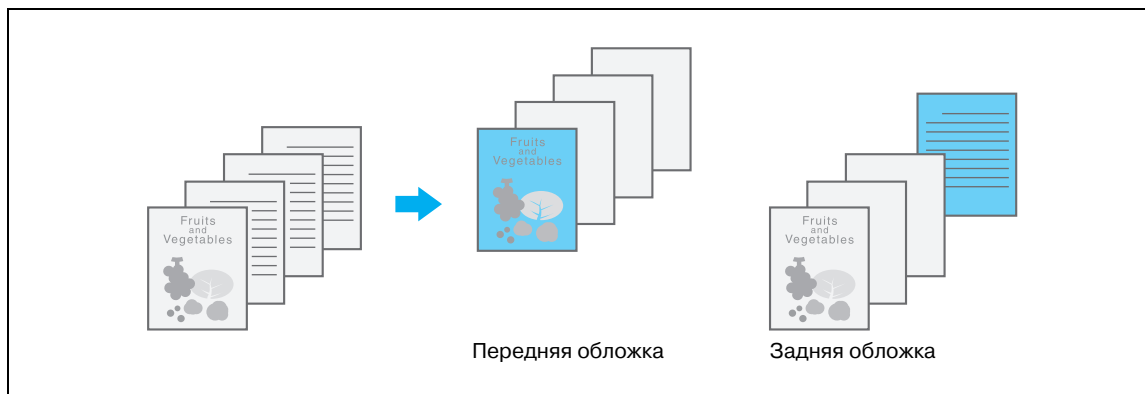 Fruits
and
Vegetables
Fruits
and
Vegetables
Fruits
and
Vegetables
Передняя обложка
Задняя обложка